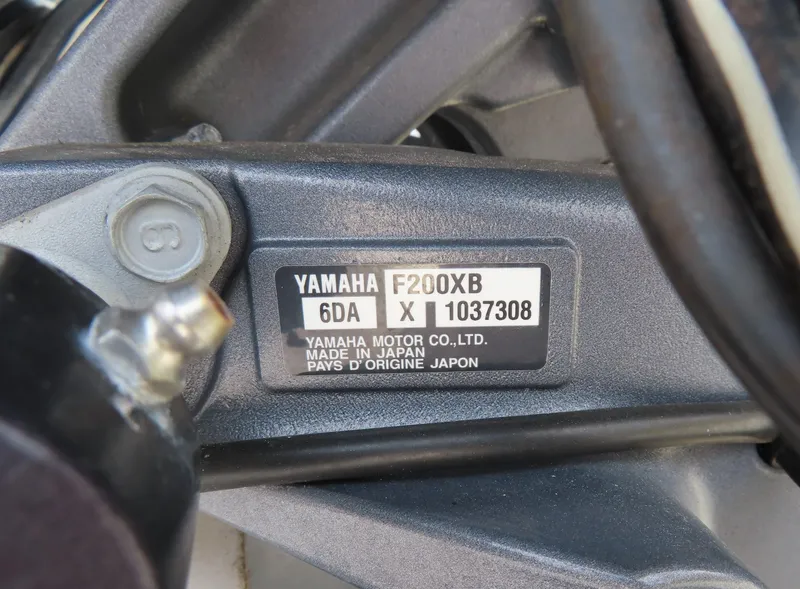 YAMAHA F200XB
6DA X 1037308
YAMAHA MOTOR CO.,LTD.
MADE IN JAPAN
PAYS D'ORIGINE JAPON